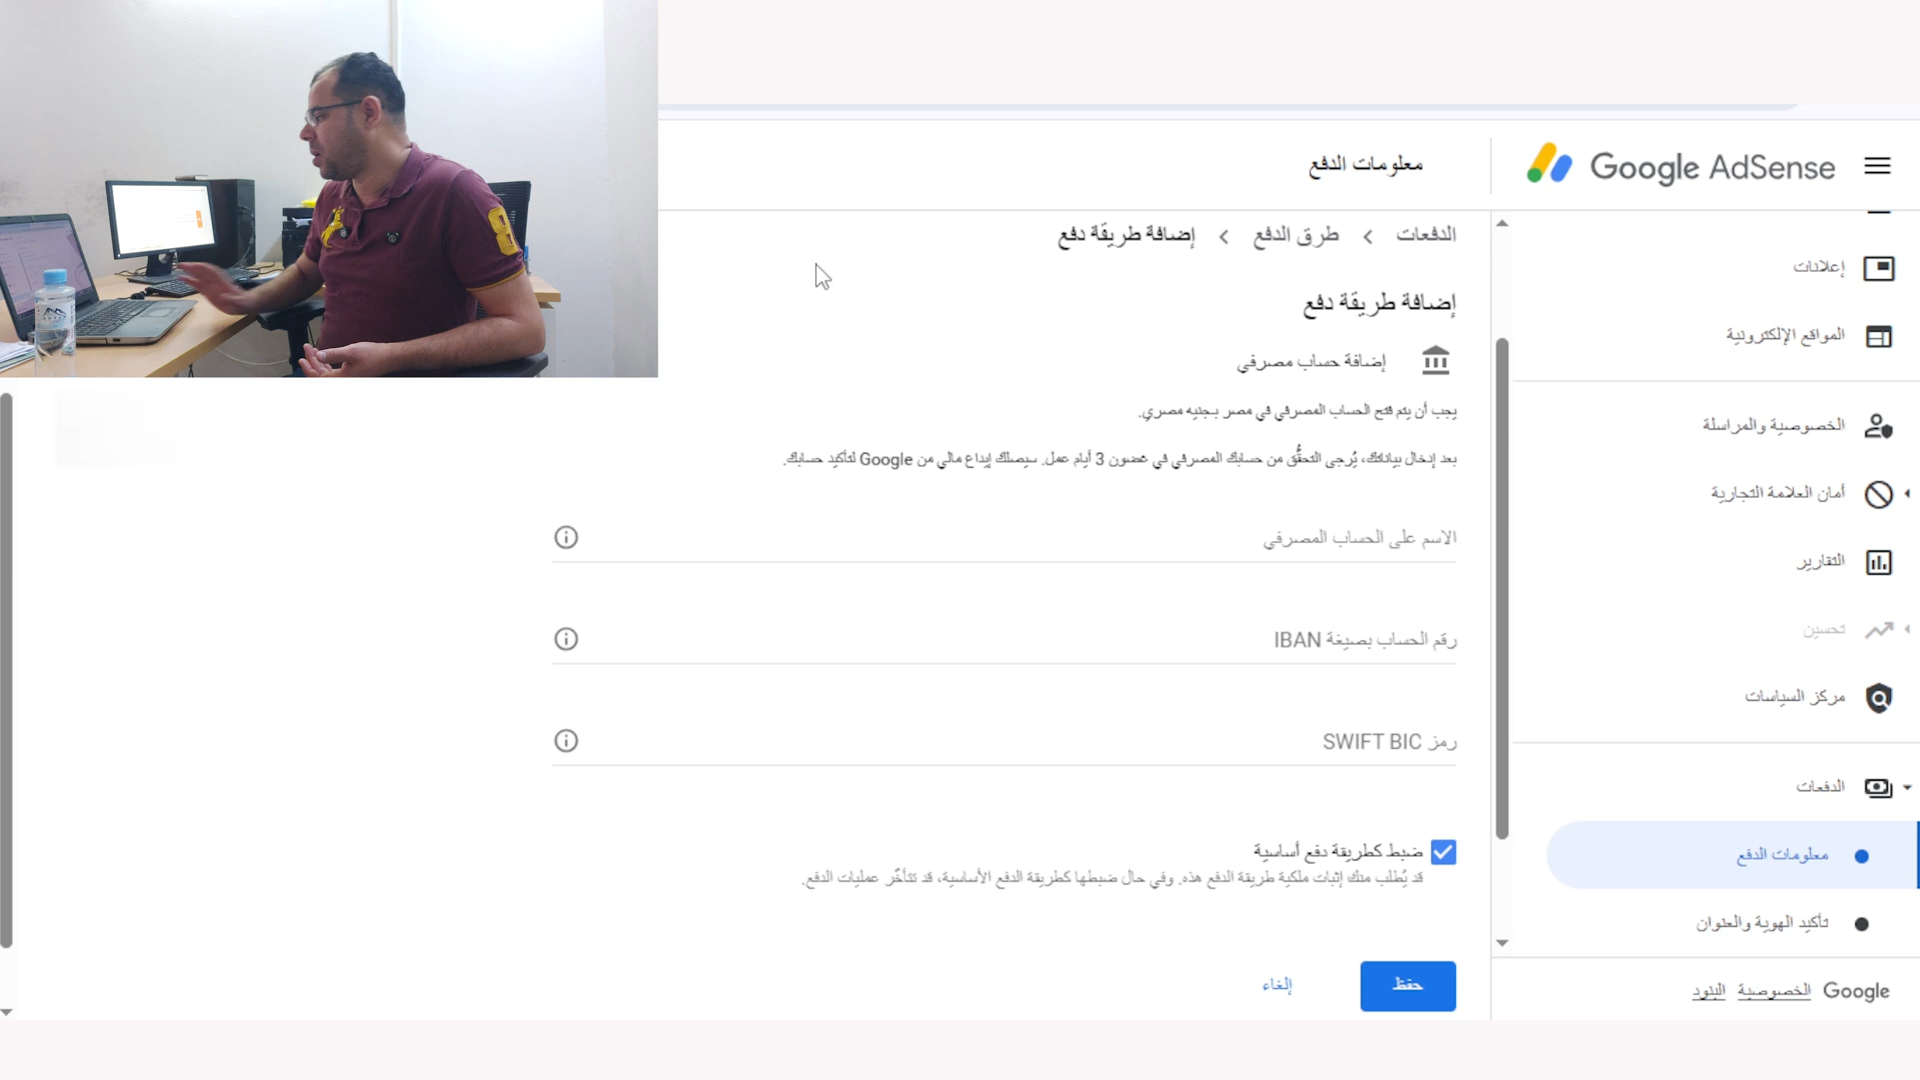 Google AdSense
معلومات الدفع
الدفعات > طرق الدفع > إضافة طريقة دفع
إضافة طريقة دفع
إضافة حساب مصرفي
يجب أن يتم فتح الحساب المصرفي في مصر بـجنيه مصري.
بعد إدخال بياناتك، يُرجى التحقُّق من حسابك المصرفي في غضون 3 أيام عمل. سيصلك إيداع مالي من Google لتأكيد حسابك.
الاسم على الحساب المصرفي
رقم الحساب بصيغة IBAN
رمز SWIFT BIC
ضبط كطريقة دفع أساسية
قد يُطلب منك إثبات ملكية طريقة الدفع هذه. وفي حال ضبطها كطريقة الدفع الأساسية، قد تتأخّر عمليات الدفع.
حفظ
إلغاء
إعلانات
المواقع الإلكترونية
الخصوصية والمراسلة
أمان العلامة التجارية
التقارير
تحسين
مركز السياسات
الدفعات
معلومات الدفع
تأكيد الهوية والعنوان
Google الخصوصية البنود